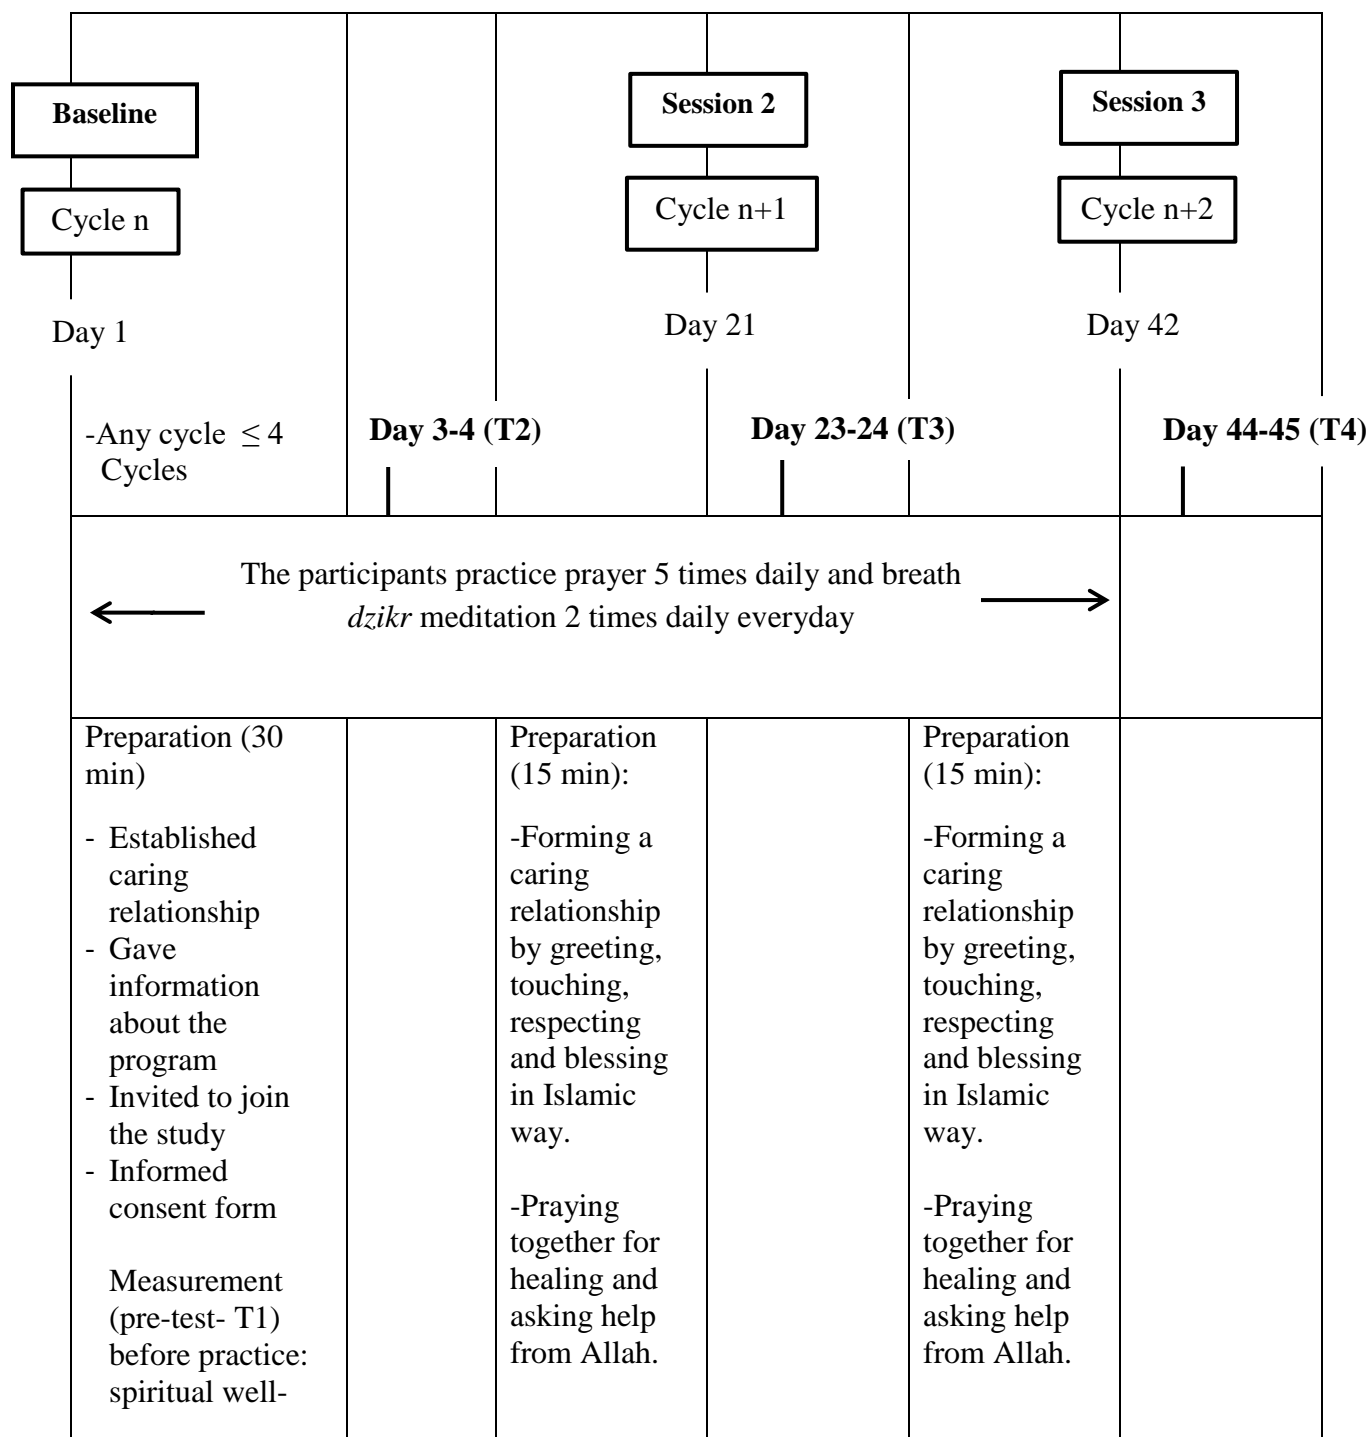 Baseline
Session 2
Session 3
Cycle n
Cycle n+1
Cycle n+2
Day 1
Day 21
Day 42
-Any cycle ≤ 4
Cycles
Day 3-4 (T2)
Day 23-24 (T3)
Day 44-45 (T4)
The participants practice prayer 5 times daily and breath
dzikr meditation 2 times daily everyday
Preparation (30
min)
- Established
caring
relationship
- Gave
information
about the
program
- Invited to join
the study
- Informed
consent form
Measurement
(pre-test- T1)
before practice:
spiritual well-
Preparation
(15 min):
-Forming a
caring
relationship
by greeting,
touching,
respecting
and blessing
in Islamic
way.
-Praying
together for
healing and
asking help
from Allah.
Preparation
(15 min):
-Forming a
caring
relationship
by greeting,
touching,
respecting
and blessing
in Islamic
way.
-Praying
together for
healing and
asking help
from Allah.